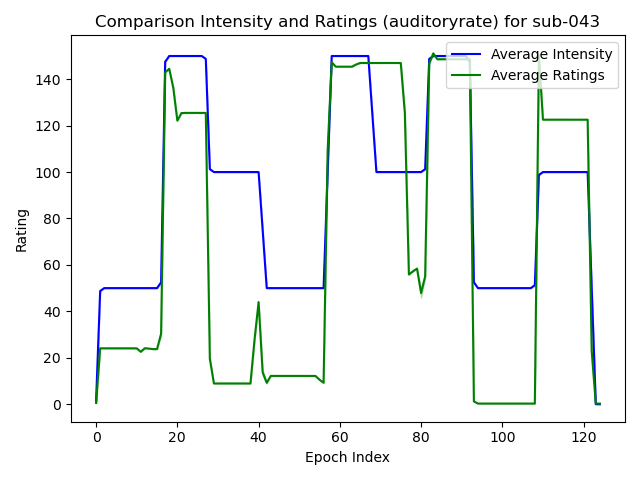 Comparison Intensity and Ratings (auditoryrate) for sub-043
Average Intensity
Average Ratings
Rating
140
120
100
80
60
40
20
0
0 20 40 60 80 100 120
Epoch Index